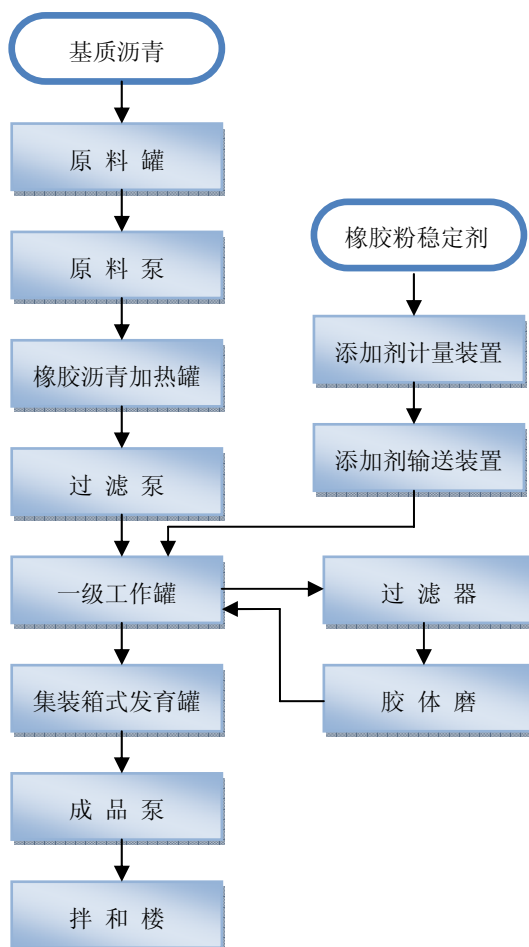 基质沥青
原 料 罐
原 料 泵
橡胶沥青加热罐
过 滤 泵
一级工作罐
集装箱式发育罐
成 品 泵
拌 和 楼
橡胶粉稳定剂
添加剂计量装置
添加剂输送装置
过 滤 器
胶 体 磨